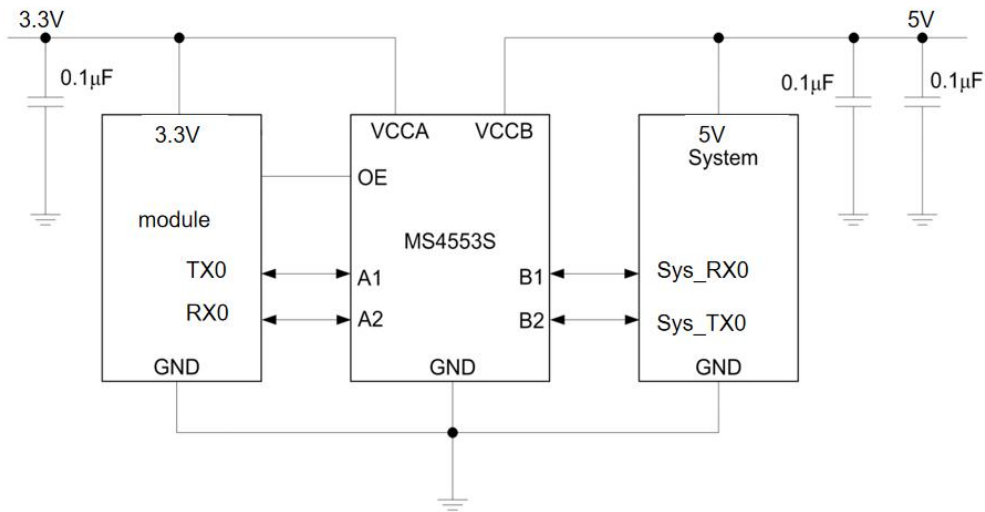 3.3V
5V
0.1µF
0.1µF
0.1µF
3.3V
VCCA
VCCB
5V
System
OE
module
MS4553S
TX0
A1
B1
Sys_RX0
RX0
A2
B2
Sys_TX0
GND
GND
GND